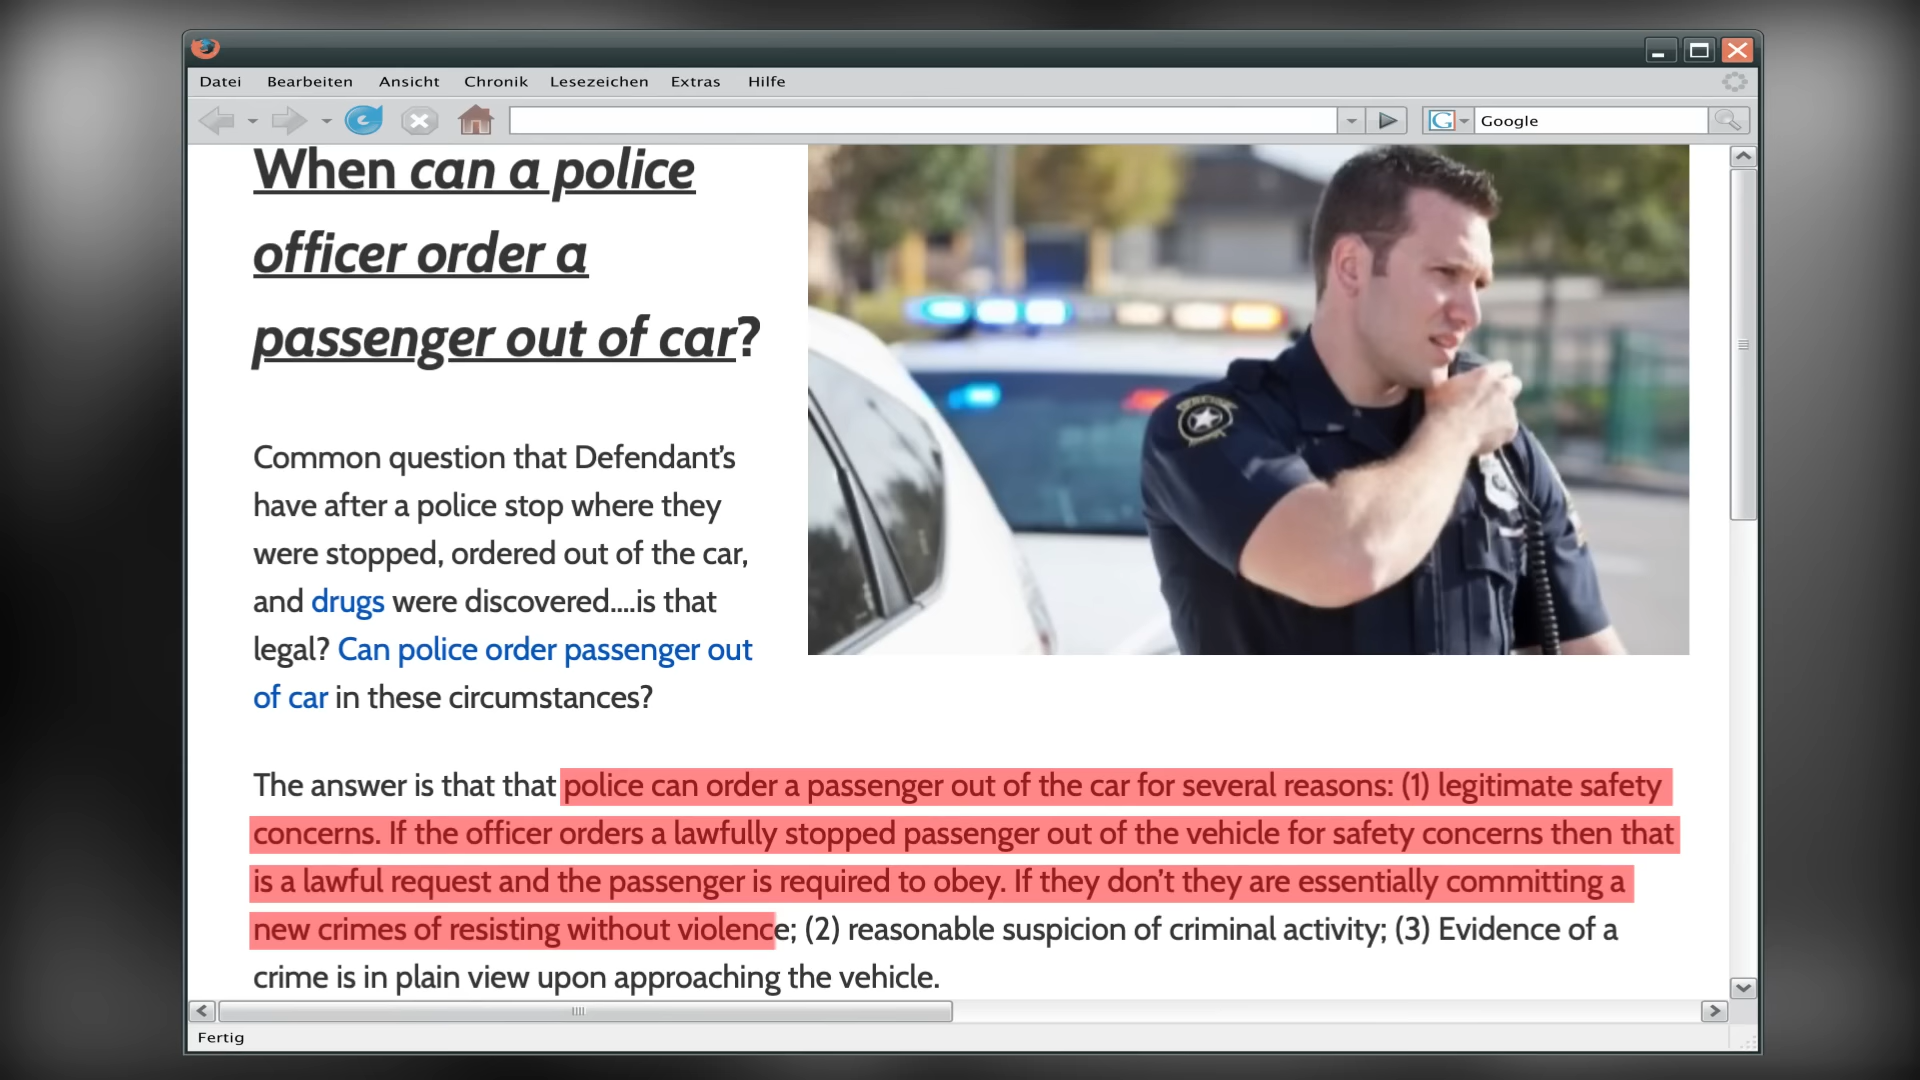 Datei Bearbeiten Ansicht Chronik Lesezeichen Extras Hilfe
Google
When can a police
officer order a
passenger out of car?
Common question that Defendant's
have after a police stop where they
were stopped, ordered out of the car,
and drugs were discovered....is that
legal? Can police order passenger out
of car in these circumstances?
The answer is that that police can order a passenger out of the car for several reasons: (1) legitimate safety
concerns. If the officer orders a lawfully stopped passenger out of the vehicle for safety concerns then that
is a lawful request and the passenger is required to obey. If they don't they are essentially committing a
new crimes of resisting without violence; (2) reasonable suspicion of criminal activity; (3) Evidence of a
crime is in plain view upon approaching the vehicle.
Fertig